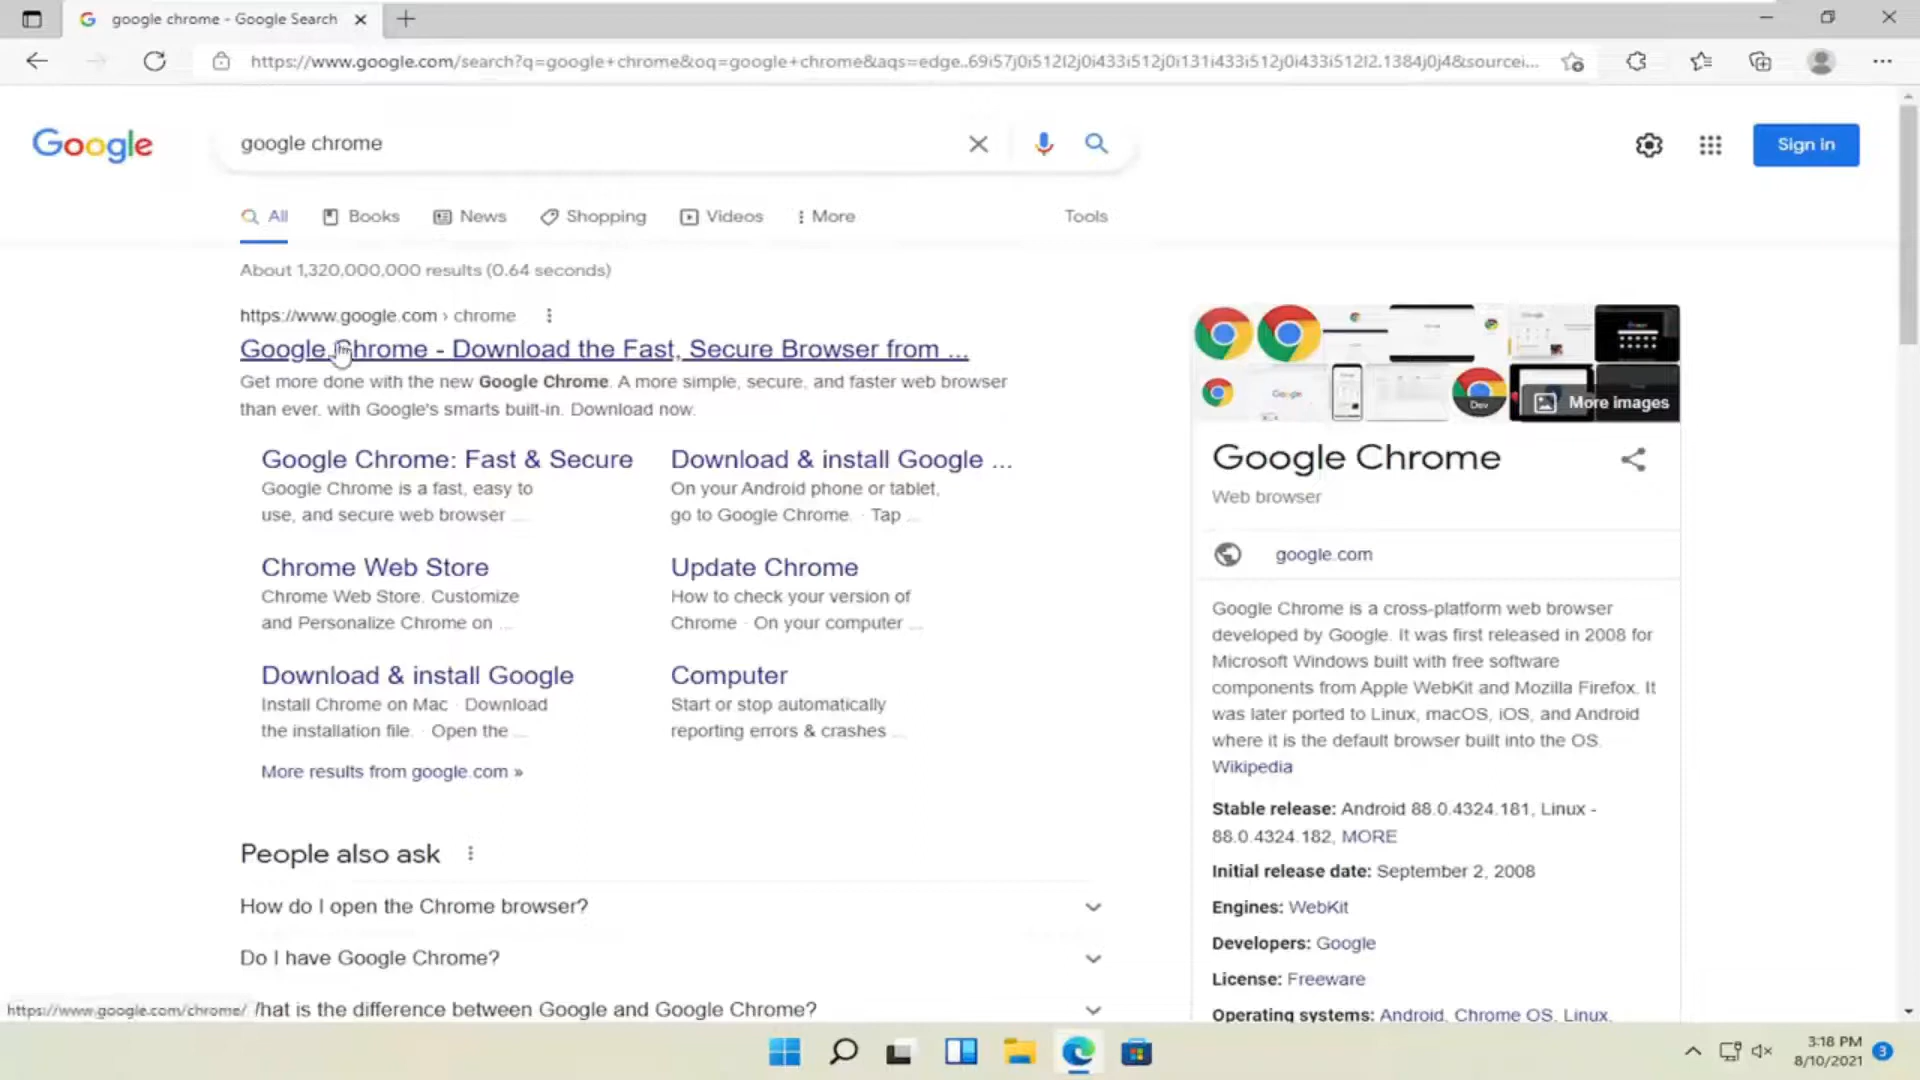 google chrome - Google Search
https://www.google.com/search?q=google+chrome&oq=google+chrome&aqs=edge..69i57j0i512l2j0i433i512j0i131i433i512j0i433i512j0i433i512l2.1384j0j4&sourcei...
Google
google chrome
Sign in
All
Books
News
Shopping
Videos
More
Tools
About 1,320,000,000 results (0.64 seconds)
https://www.google.com › chrome
Google Chrome - Download the Fast, Secure Browser from ...
Get more done with the new Google Chrome. A more simple, secure, and faster web browser
than ever, with Google's smarts built-in. Download now.
Google Chrome: Fast & Secure
Google Chrome is a fast, easy to
use, and secure web browser ...
Download & install Google ...
On your Android phone or tablet,
go to Google Chrome. · Tap ...
Chrome Web Store
Chrome Web Store. Customize
and Personalize Chrome on ...
Update Chrome
How to check your version of
Chrome · On your computer ...
Download & install Google
Install Chrome on Mac · Download
the installation file. · Open the ...
Computer
Start or stop automatically
reporting errors & crashes ...
More results from google.com »
People also ask
How do I open the Chrome browser?
Do I have Google Chrome?
hat is the difference between Google and Google Chrome?
https://www.google.com/chrome/
Dev
More images
Google Chrome
Web browser
google.com
Google Chrome is a cross-platform web browser
developed by Google. It was first released in 2008 for
Microsoft Windows built with free software
components from Apple WebKit and Mozilla Firefox. It
was later ported to Linux, macOS, iOS, and Android
where it is the default browser built into the OS.
Wikipedia
Stable release: Android 88.0.4324.181, Linux -
88.0.4324.182, MORE
Initial release date: September 2, 2008
Engines: WebKit
Developers: Google
License: Freeware
Operating systems: Android, Chrome OS, Linux,
3:18 PM
8/10/2021
3